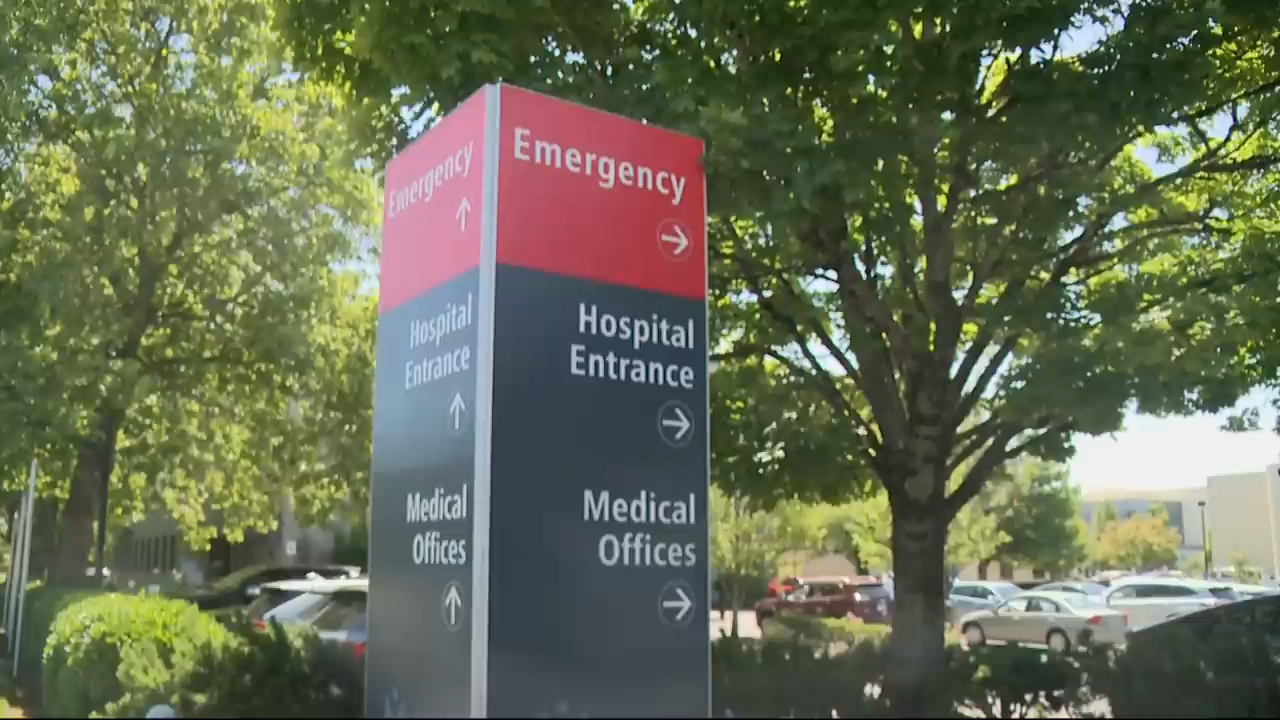 Emergency
↑
Hospital
Entrance
↑
Medical
Offices
↑
Emergency
→
Hospital
Entrance
→
Medical
Offices
→